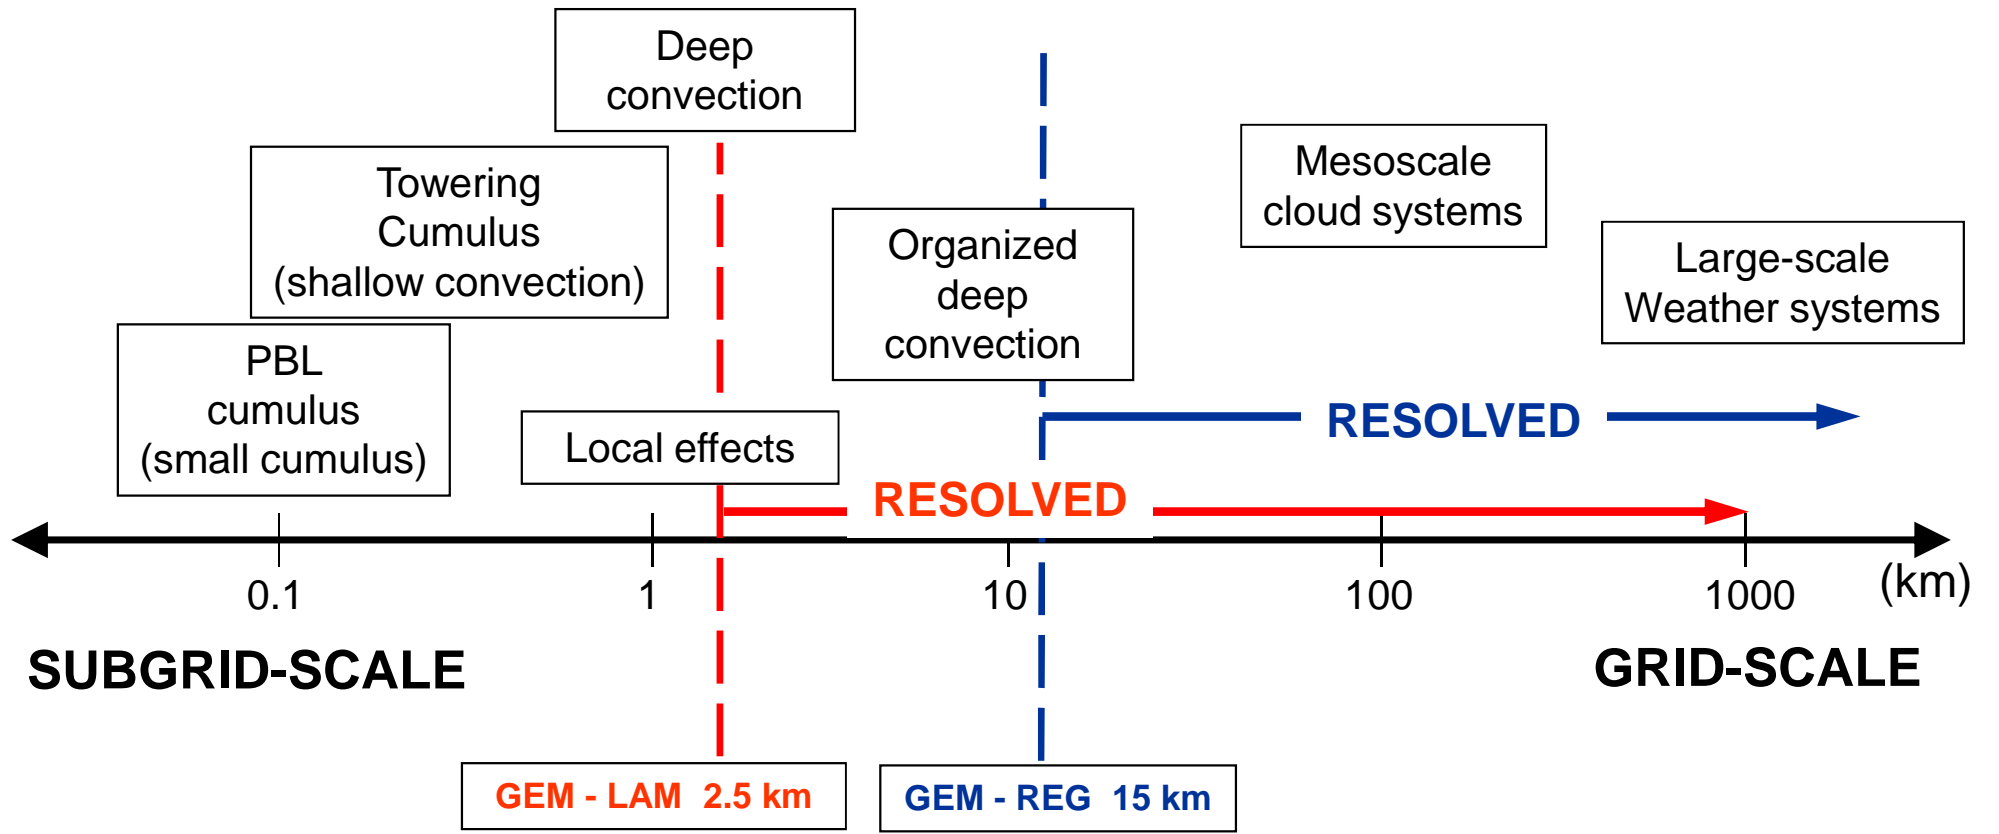 Deep
convection
Towering
Cumulus
(shallow convection)
Mesoscale
cloud systems
Organized
deep
convection
Large-scale
Weather systems
PBL
cumulus
(small cumulus)
Local effects
RESOLVED
RESOLVED
0.1
1
10
100
1000
(km)
SUBGRID-SCALE
GRID-SCALE
GEM - LAM 2.5 km
GEM - REG 15 km